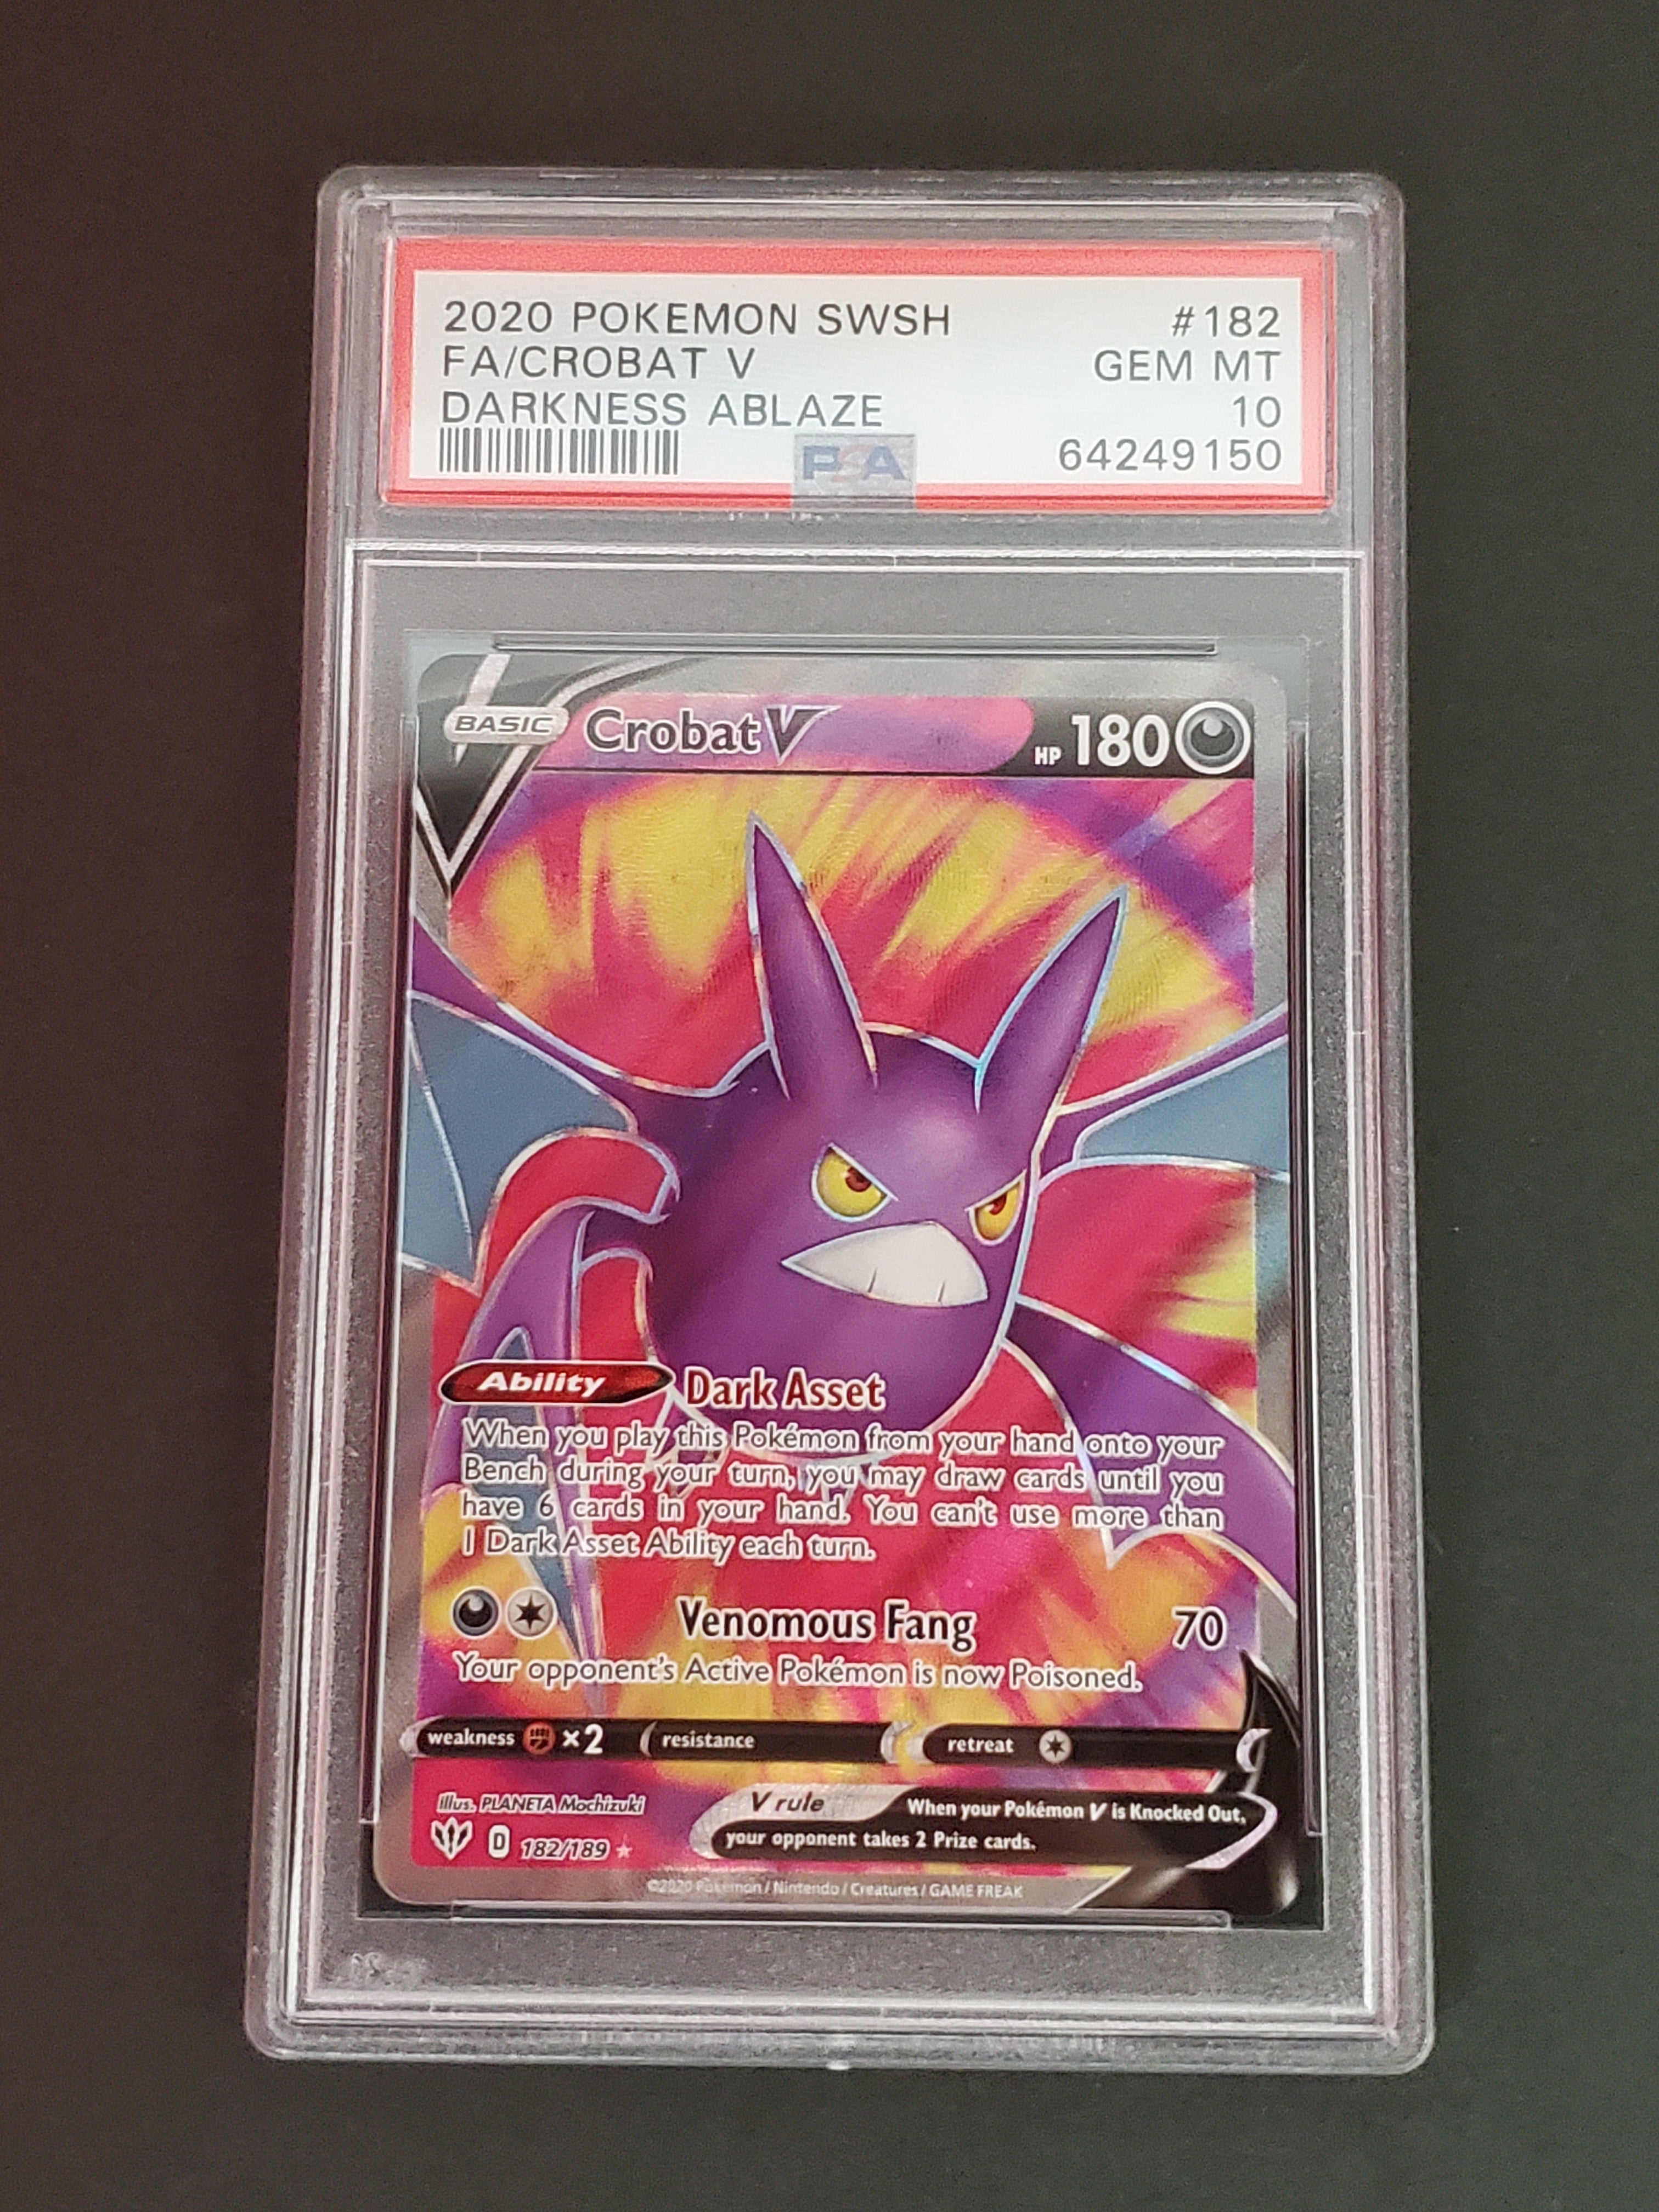 2020 POKEMON SWSH #182
FA/CROBAT V GEM MT
DARKNESS ABLAZE 10
PSA 64249150
BASIC Crobat V HP 180
Ability Dark Asset
When you play this Pokémon from your hand onto your
Bench during your turn, you may draw cards until you
have 6 cards in your hand. You can't use more than
1 Dark Asset Ability each turn.
Venomous Fang 70
Your opponent's Active Pokémon is now Poisoned.
weakness ×2 resistance retreat
Illus. PLANETA Mochizuki
V rule When your Pokémon V is Knocked Out,
your opponent takes 2 Prize cards.
D 182/189
©2020 Pokémon / Nintendo / Creatures / GAME FREAK